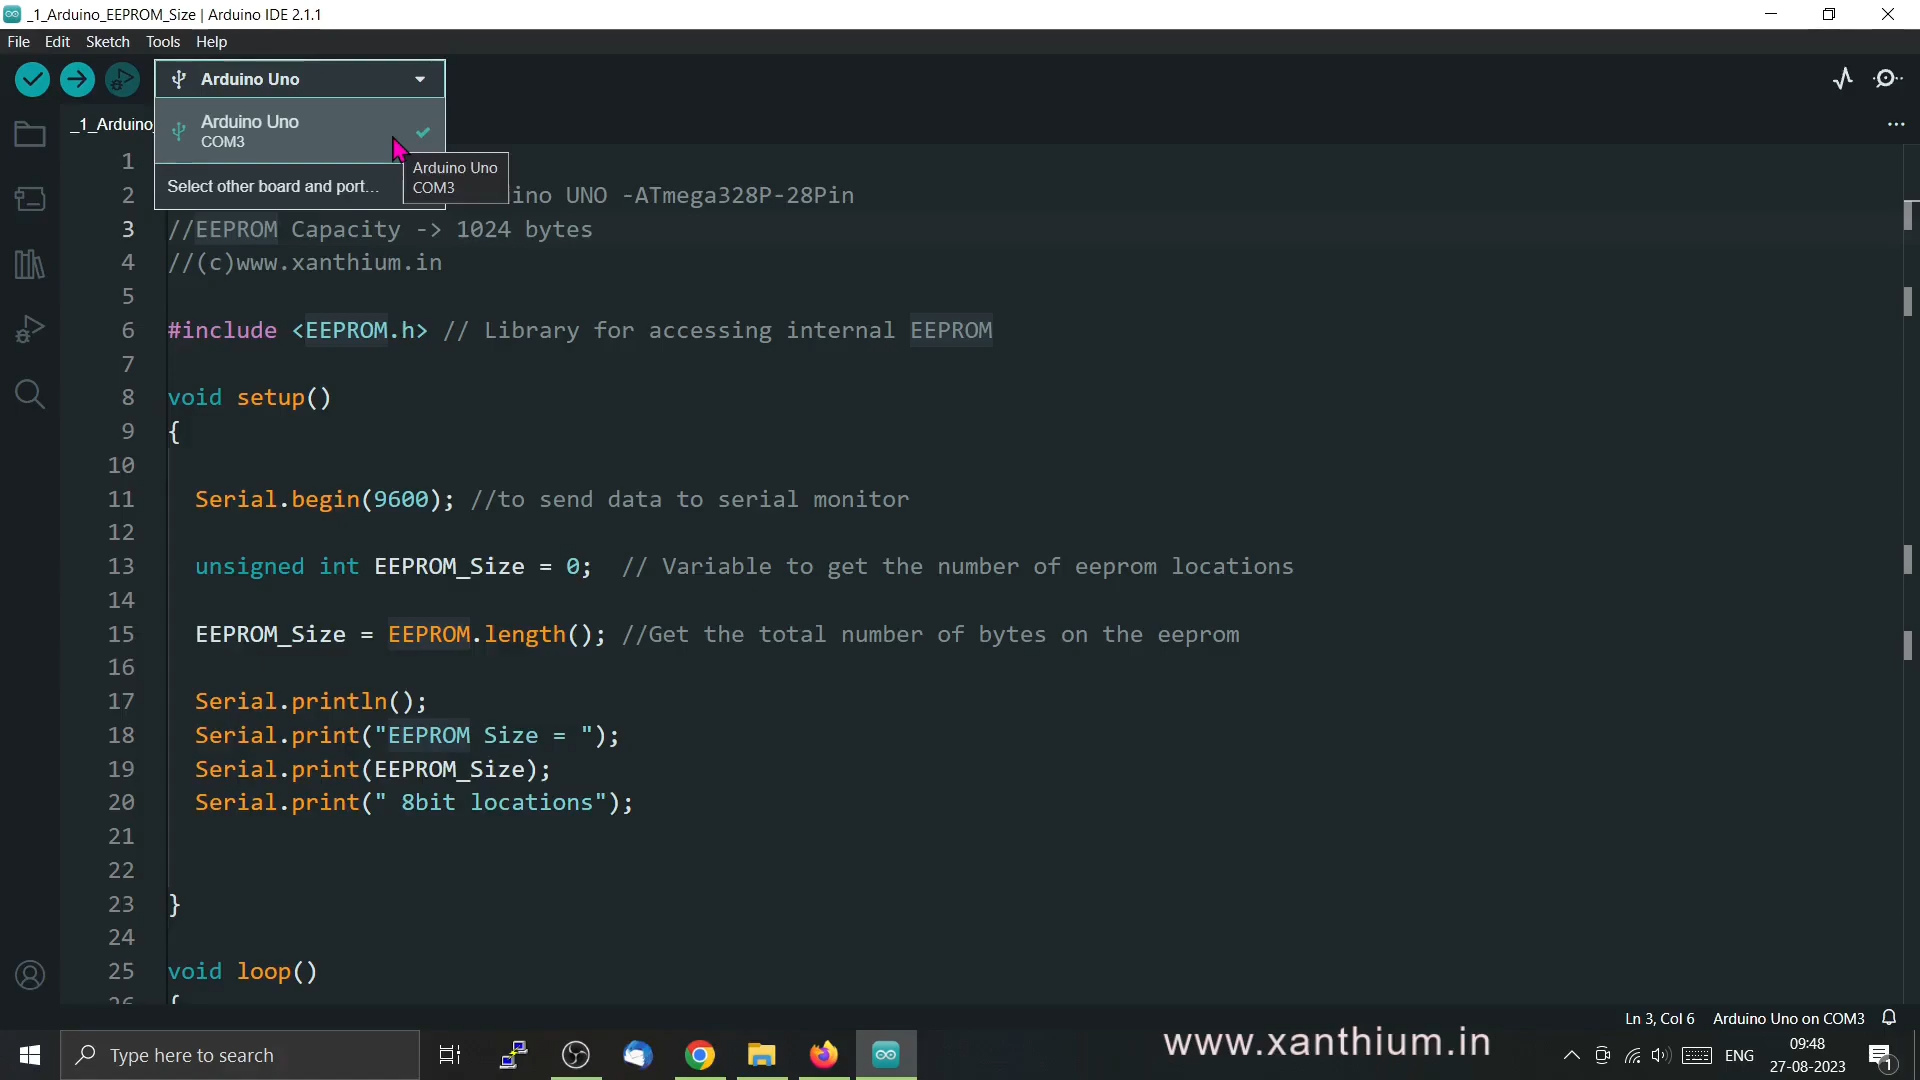 _1_Arduino_EEPROM_Size | Arduino IDE 2.1.1
File Edit Sketch Tools Help
Arduino Uno
Arduino Uno
COM3
Select other board and port...
Arduino Uno
COM3
_1_Arduino
1
2 ino UNO -ATmega328P-28Pin
3 //EEPROM Capacity -> 1024 bytes
4 //(c)www.xanthium.in
5
6 #include <EEPROM.h> // Library for accessing internal EEPROM
7
8 void setup()
9 {
10
11 Serial.begin(9600); //to send data to serial monitor
12
13 unsigned int EEPROM_Size = 0; // Variable to get the number of eeprom locations
14
15 EEPROM_Size = EEPROM.length(); //Get the total number of bytes on the eeprom
16
17 Serial.println();
18 Serial.print("EEPROM Size = ");
19 Serial.print(EEPROM_Size);
20 Serial.print(" 8bit locations");
21
22
23 }
24
25 void loop()
26 {
Ln 3, Col 6 Arduino Uno on COM3
Type here to search
www.xanthium.in
ENG
09:48
27-08-2023
1